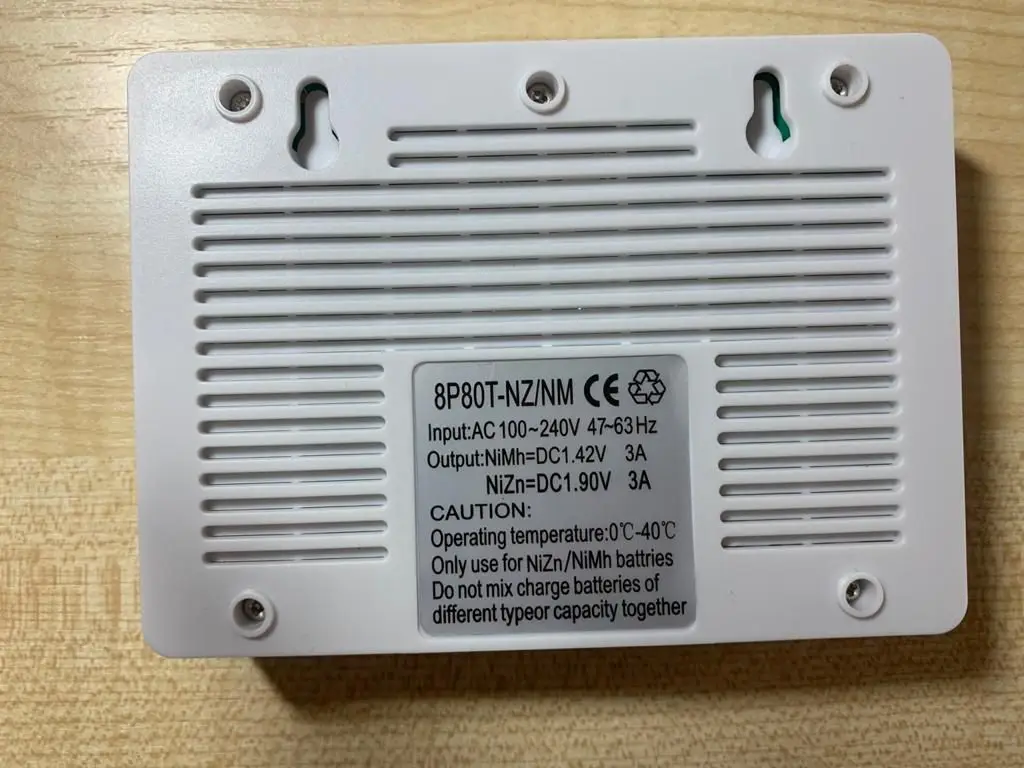 8P80T-NZ/NM CE
Input:AC 100~240V 47~63Hz
Output:NiMh=DC1.42V 3A
NiZn=DC1.90V 3A
CAUTION:
Operating temperature:0℃-40℃
Only use for NiZn/NiMh battries
Do not mix charge batteries of
different typeor capacity together